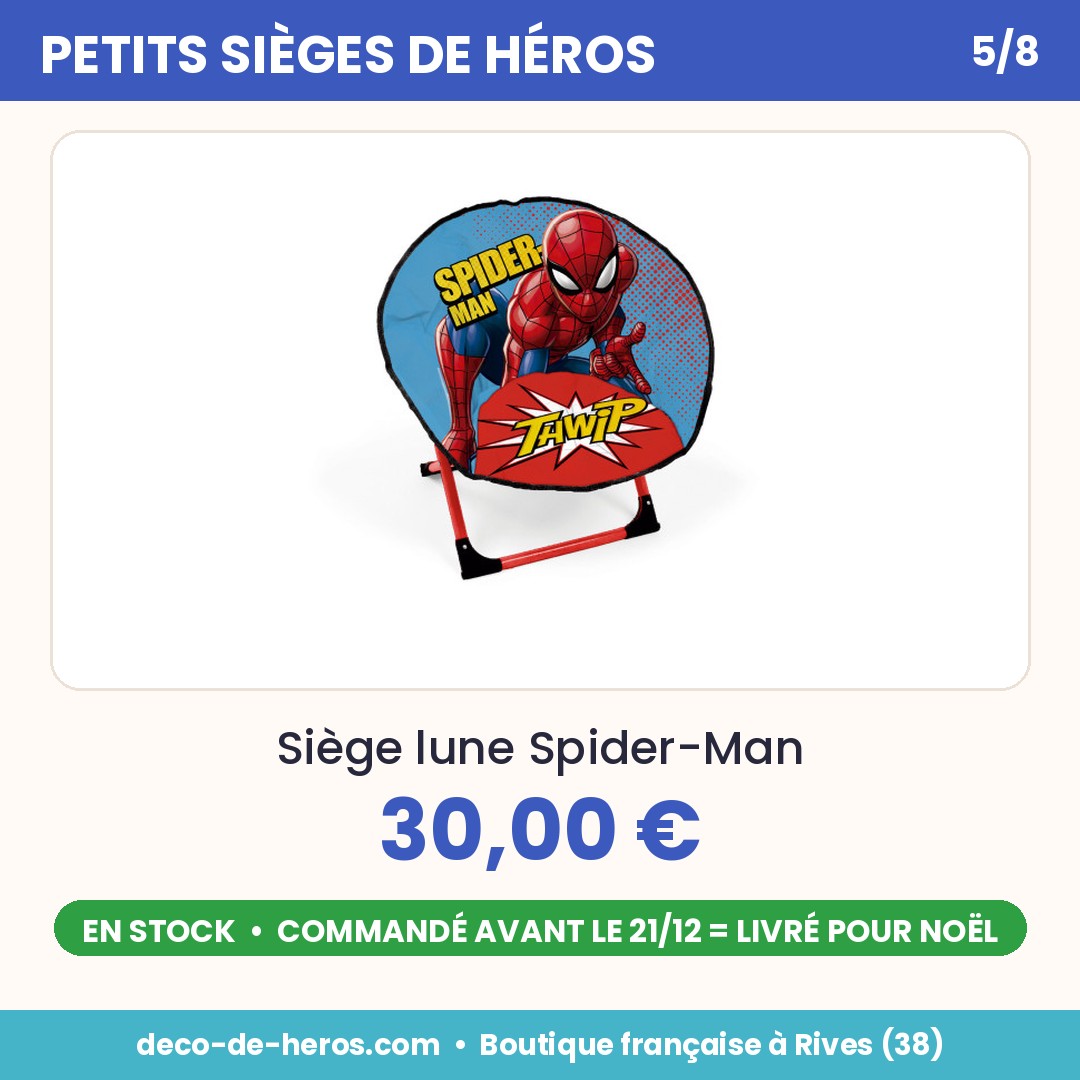 PETITS SIÈGES DE HÉROS
5/8
SPIDER-
MAN
THWIP
Siège lune Spider-Man
30,00 €
EN STOCK • COMMANDÉ AVANT LE 21/12 = LIVRÉ POUR NOËL
deco-de-heros.com • Boutique française à Rives (38)